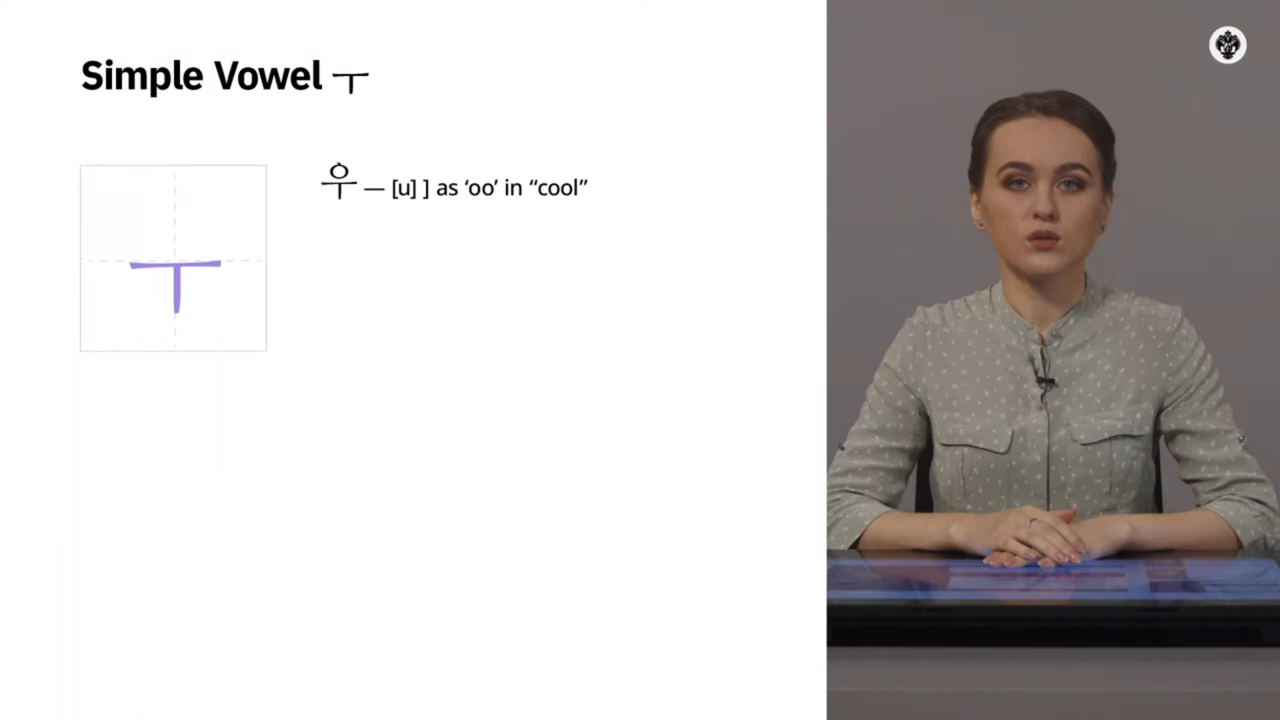 Simple Vowel ㅜ
우 — [u] ] as ‘oo’ in “cool”
ㅜ